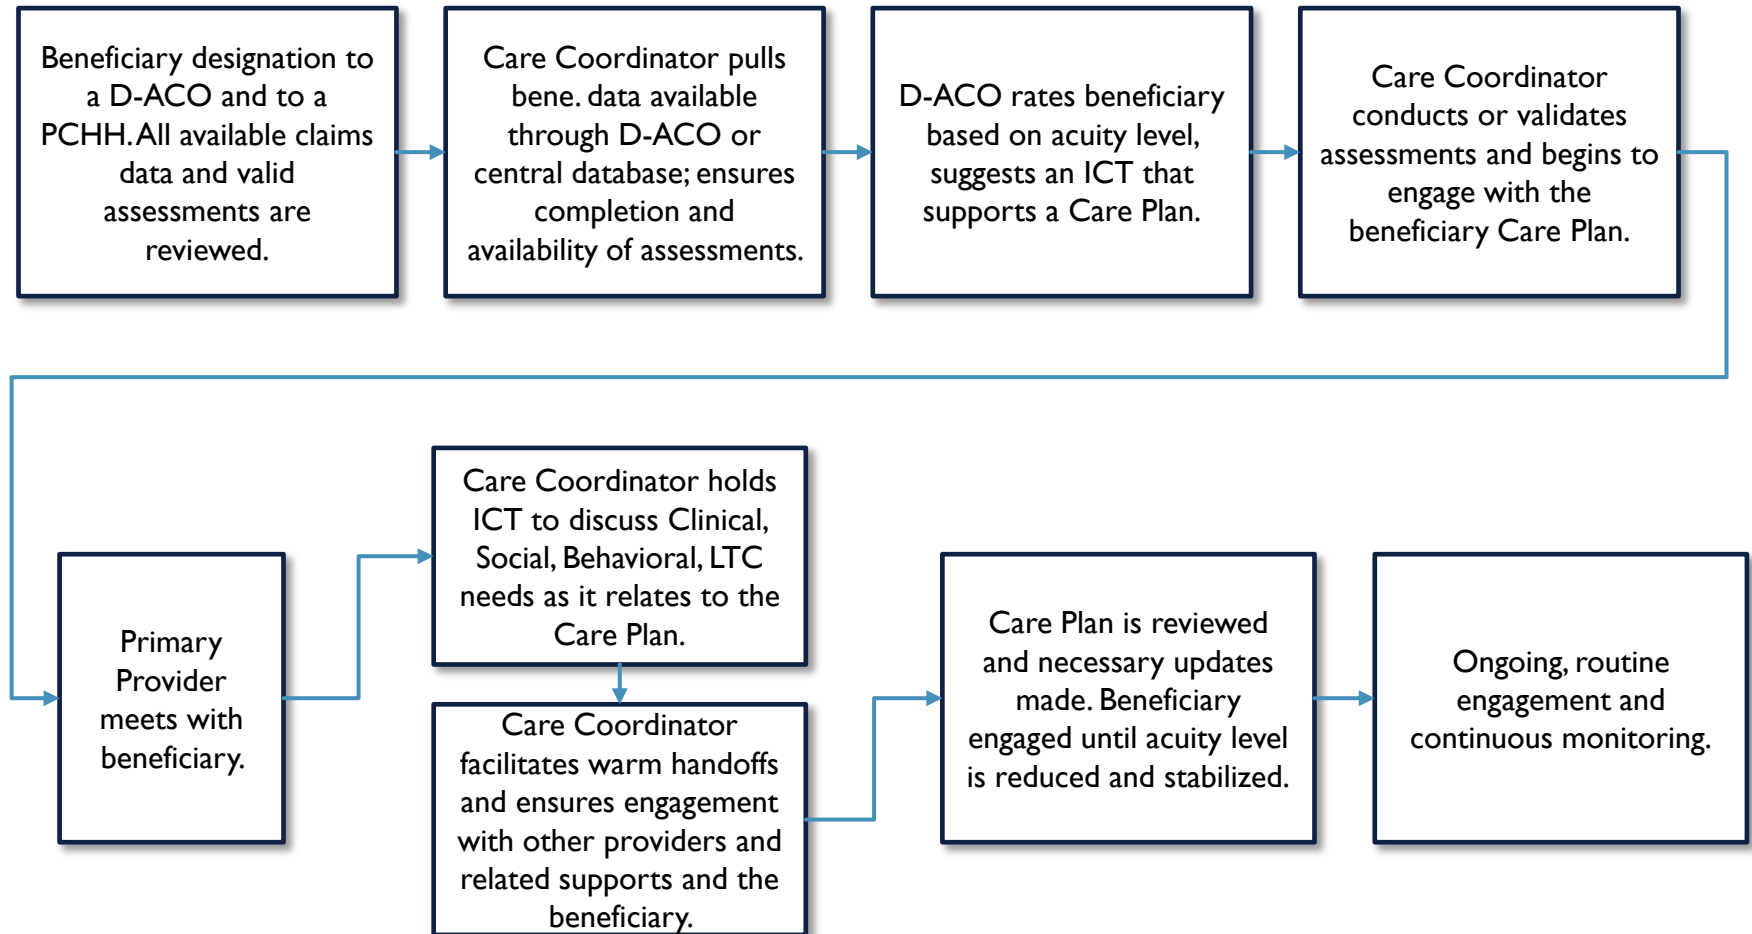 Beneficiary designation to
a D-ACO and to a
PCHH. All available claims
data and valid
assessments are
reviewed.
Care Coordinator pulls
bene. data available
through D-ACO or
central database; ensures
completion and
availability of assessments.
D-ACO rates beneficiary
based on acuity level,
suggests an ICT that
supports a Care Plan.
Care Coordinator
conducts or validates
assessments and begins to
engage with the
beneficiary Care Plan.
Primary
Provider
meets with
beneficiary.
Care Coordinator holds
ICT to discuss Clinical,
Social, Behavioral, LTC
needs as it relates to the
Care Plan.
Care Coordinator
facilitates warm handoffs
and ensures engagement
with other providers and
related supports and the
beneficiary.
Care Plan is reviewed
and necessary updates
made. Beneficiary
engaged until acuity level
is reduced and stabilized.
Ongoing, routine
engagement and
continuous monitoring.